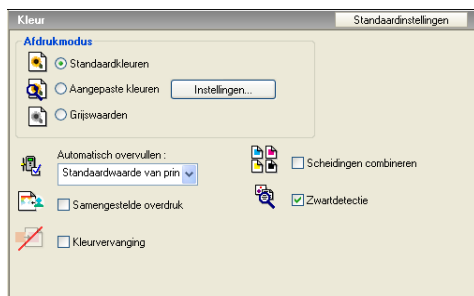 Kleur
Standaardinstellingen
Afdrukmodus
Standaardkleuren
Aangepaste kleuren
Instellingen...
Grijswaarden
Automatisch overvullen :
Standaardwaarde van prin
Scheidingen combineren
Samengestelde overdruk
Zwartdetectie
Kleurvervanging